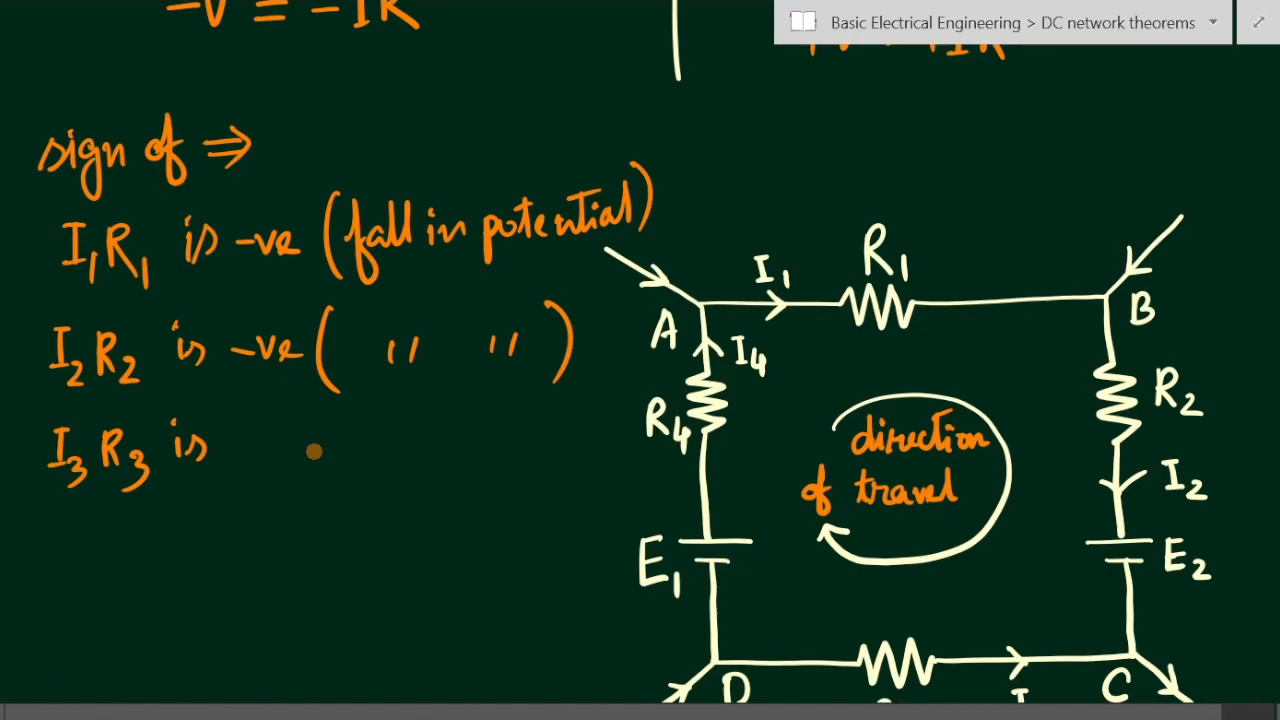 -V = -IR
Basic Electrical Engineering > DC network theorems
+IR
sign of ⇒
I₁R₁ is -ve (fall in potential)
I₂R₂ is -ve ( " " )
I₃R₃ is
I₁
R₁
A
B
I₄
R₄
R₂
direction
of travel
I₂
E₁
E₂
D
C